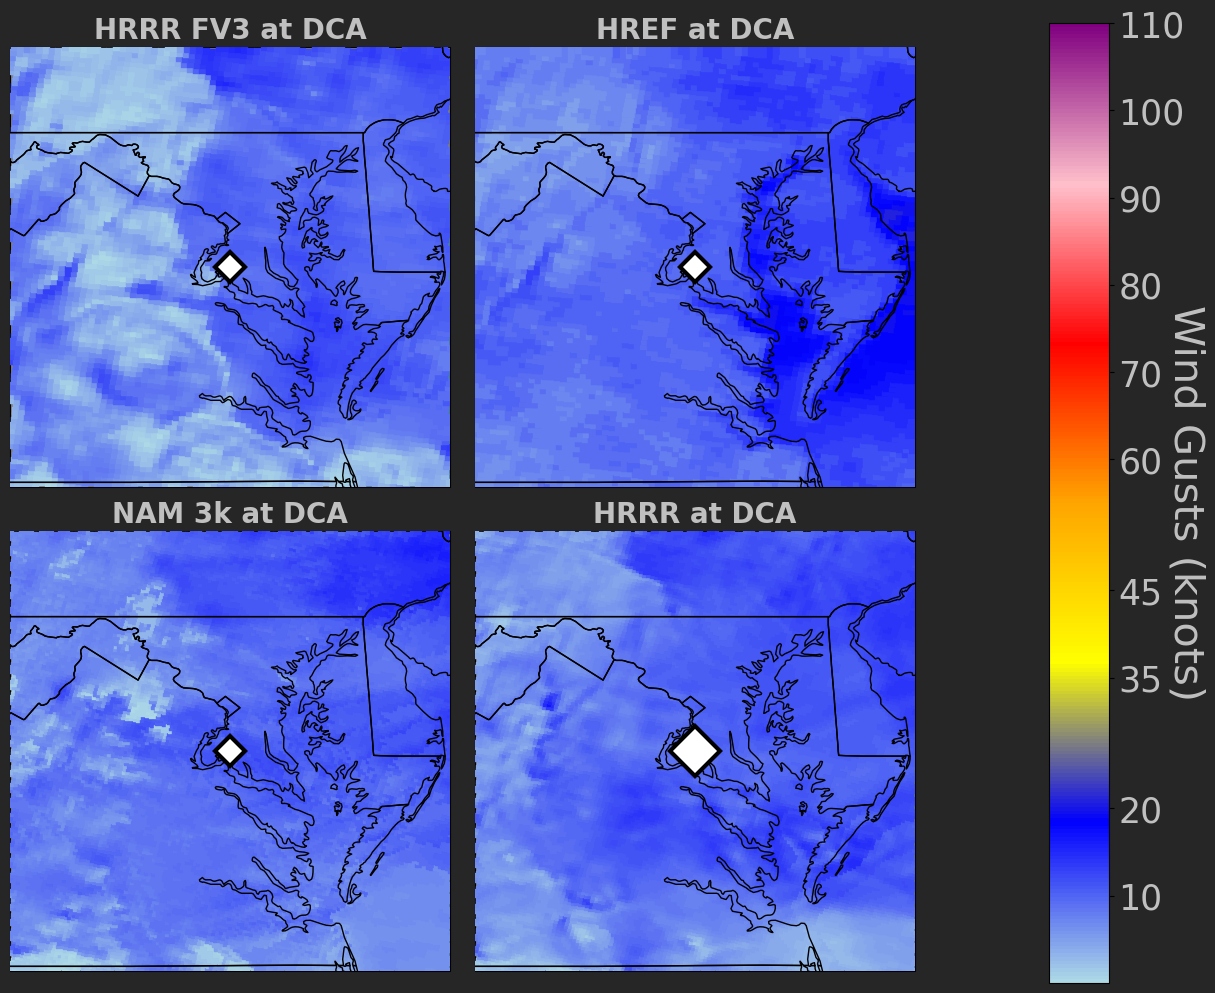 HRRR FV3 at DCA
HREF at DCA
NAM 3k at DCA
HRRR at DCA
110
100
90
80
70
60
45
35
20
10
Wind Gusts (knots)